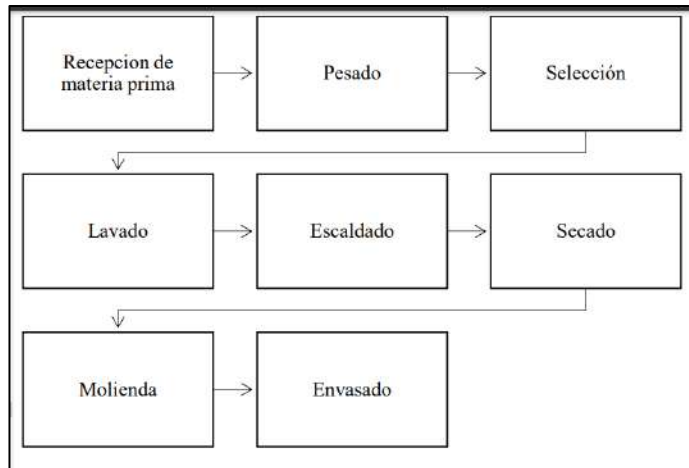 Recepcion de
materia prima
Pesado
Selección
Lavado
Escaldado
Secado
Molienda
Envasado